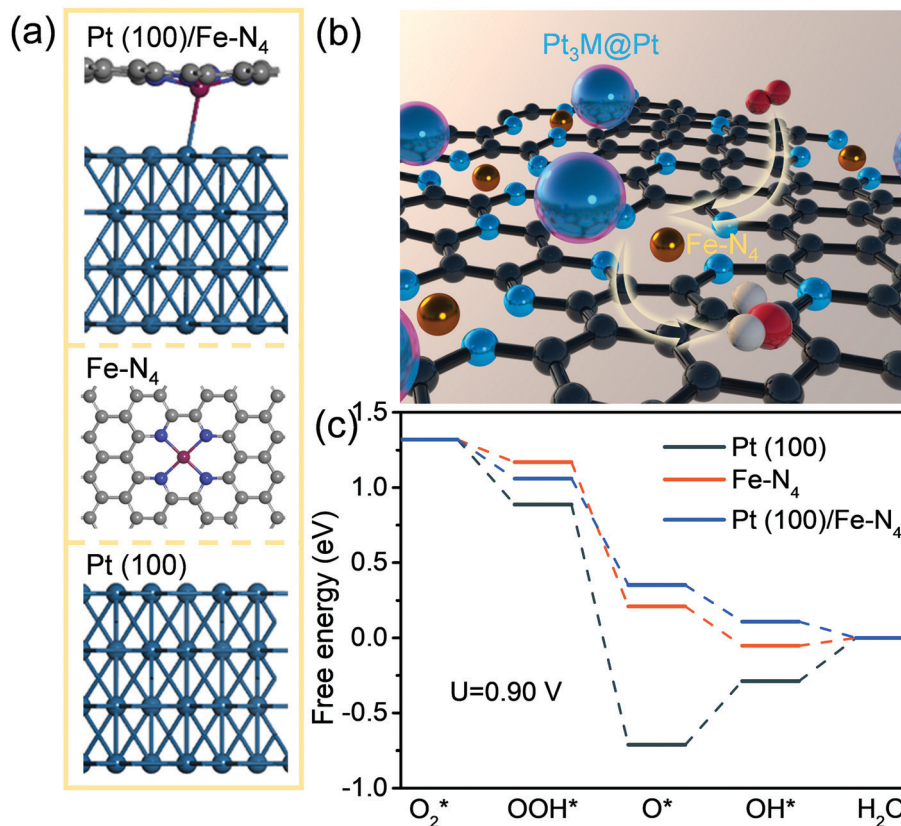 (a)
Pt (100)/Fe-N₄
Fe-N₄
Pt (100)
(b)
Pt₃M@Pt
Fe-N₄
(c)
Free energy (eV)
1.5
1.0
0.5
0.0
-0.5
-1.0
Pt (100)
Fe-N₄
Pt (100)/Fe-N₄
U=0.90 V
O₂* OOH* O* OH* H₂O